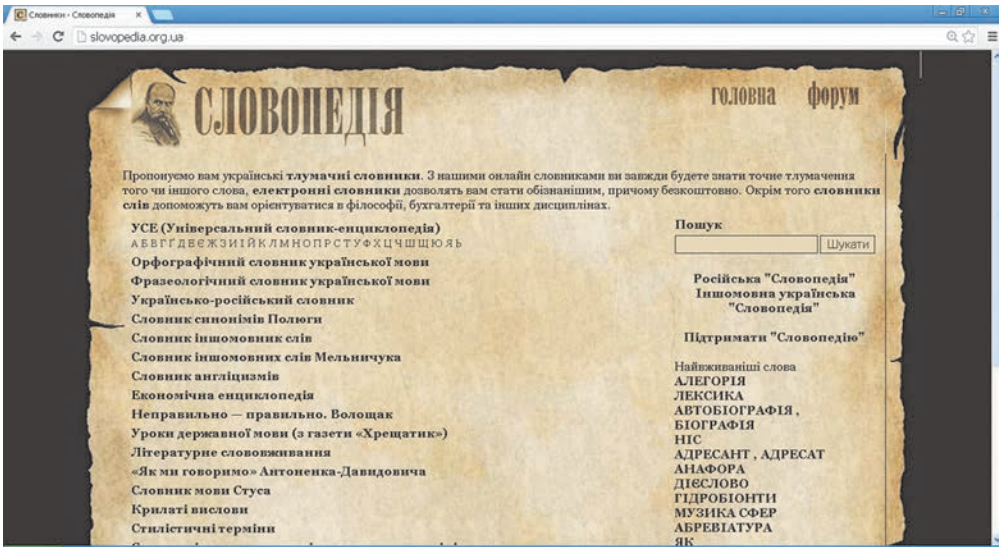 Словники - Словопедія
slovopedia.org.ua
СЛОВОПЕДІЯ
головна форум
Пропонуємо вам українські тлумачні словники. З нашими онлайн словниками ви завжди будете знати точне тлумачення
того чи іншого слова, електронні словники дозволять вам стати обізнанішим, причому безкоштовно. Окрім того словники
слів допоможуть вам орієнтуватися в філософії, бухгалтерії та інших дисциплінах.
УСЕ (Універсальний словник-енциклопедія)
А Б В Г Ґ Д Е Є Ж З И І Й К Л М Н О П Р С Т У Ф Х Ц Ч Ш Щ Ю Я Ь
Орфографічний словник української мови
Фразеологічний словник української мови
Українсько-російський словник
Словник синонімів Полюги
Словник іншомовник слів
Словник іншомовних слів Мельничука
Словник англіцизмів
Економічна енциклопедія
Неправильно — правильно. Волощак
Уроки державної мови (з газети «Хрещатик»)
Літературне слововживання
«Як ми говоримо» Антоненка-Давидовича
Словник мови Стуса
Крилаті вислови
Стилістичні терміни
Пошук
Шукати
Російська "Словопедія"
Іншомовна українська
"Словопедія"
Підтримати "Словопедію"
Найвживаніші слова
АЛЕГОРІЯ
ЛЕКСИКА
АВТОБІОГРАФІЯ ,
БІОГРАФІЯ
НІС
АДРЕСАНТ , АДРЕСАТ
АНАФОРА
ДІЄСЛОВО
ГІДРОБІОНТИ
МУЗИКА СФЕР
АБРЕВІАТУРА
ЯК